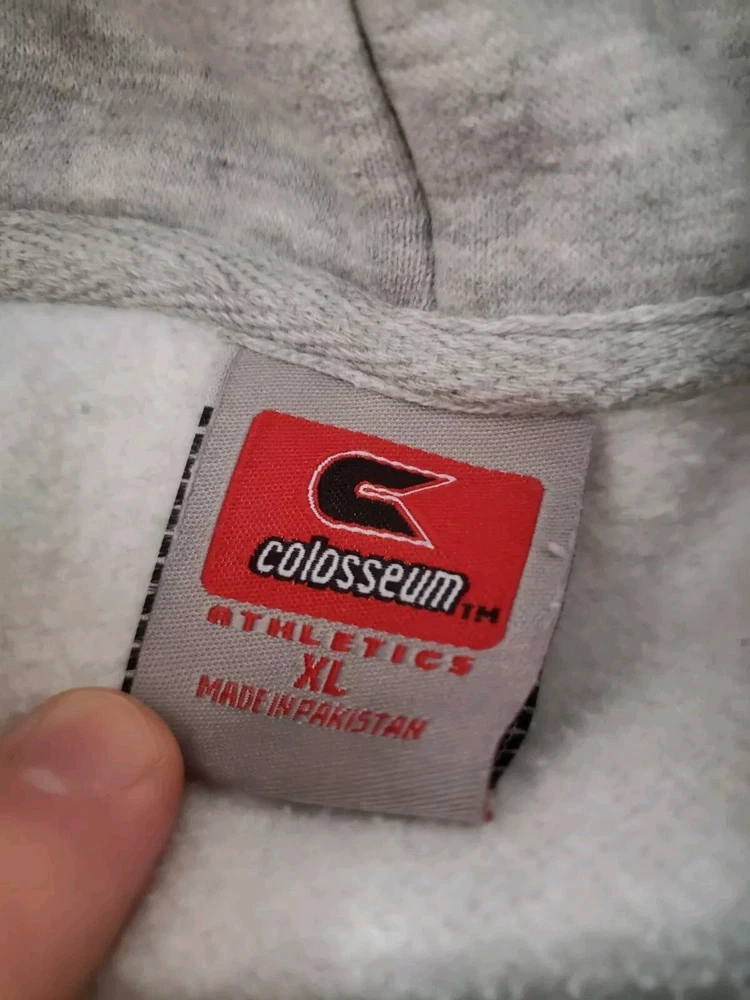 colosseum™
ATHLETICS
XL
MADE IN PAKISTAN